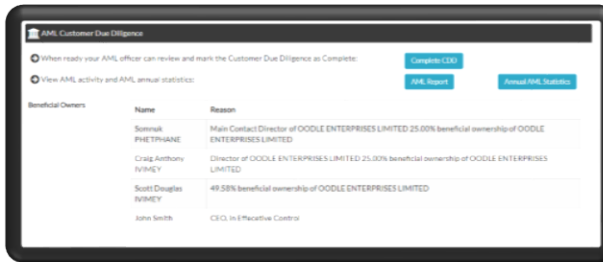 AML Customer Due Diligence
When ready your AML officer can review and mark the Customer Due Diligence as Complete:
Complete CDD
View AML activity and AML annual statistics:
AML Report
Annual AML Statistics
Beneficial Owners
Name
Reason
Somnuk
PHETPHANE
Main Contact Director of OODLE ENTERPRISES LIMITED 25.00% beneficial ownership of OODLE
ENTERPRISES LIMITED
Craig Anthony
IVIMEY
Director of OODLE ENTERPRISES LIMITED 25.00% beneficial ownership of OODLE ENTERPRISES
LIMITED
Scott Douglas
IVIMEY
49.58% beneficial ownership of OODLE ENTERPRISES LIMITED
John Smith
CEO, In Effecative Control